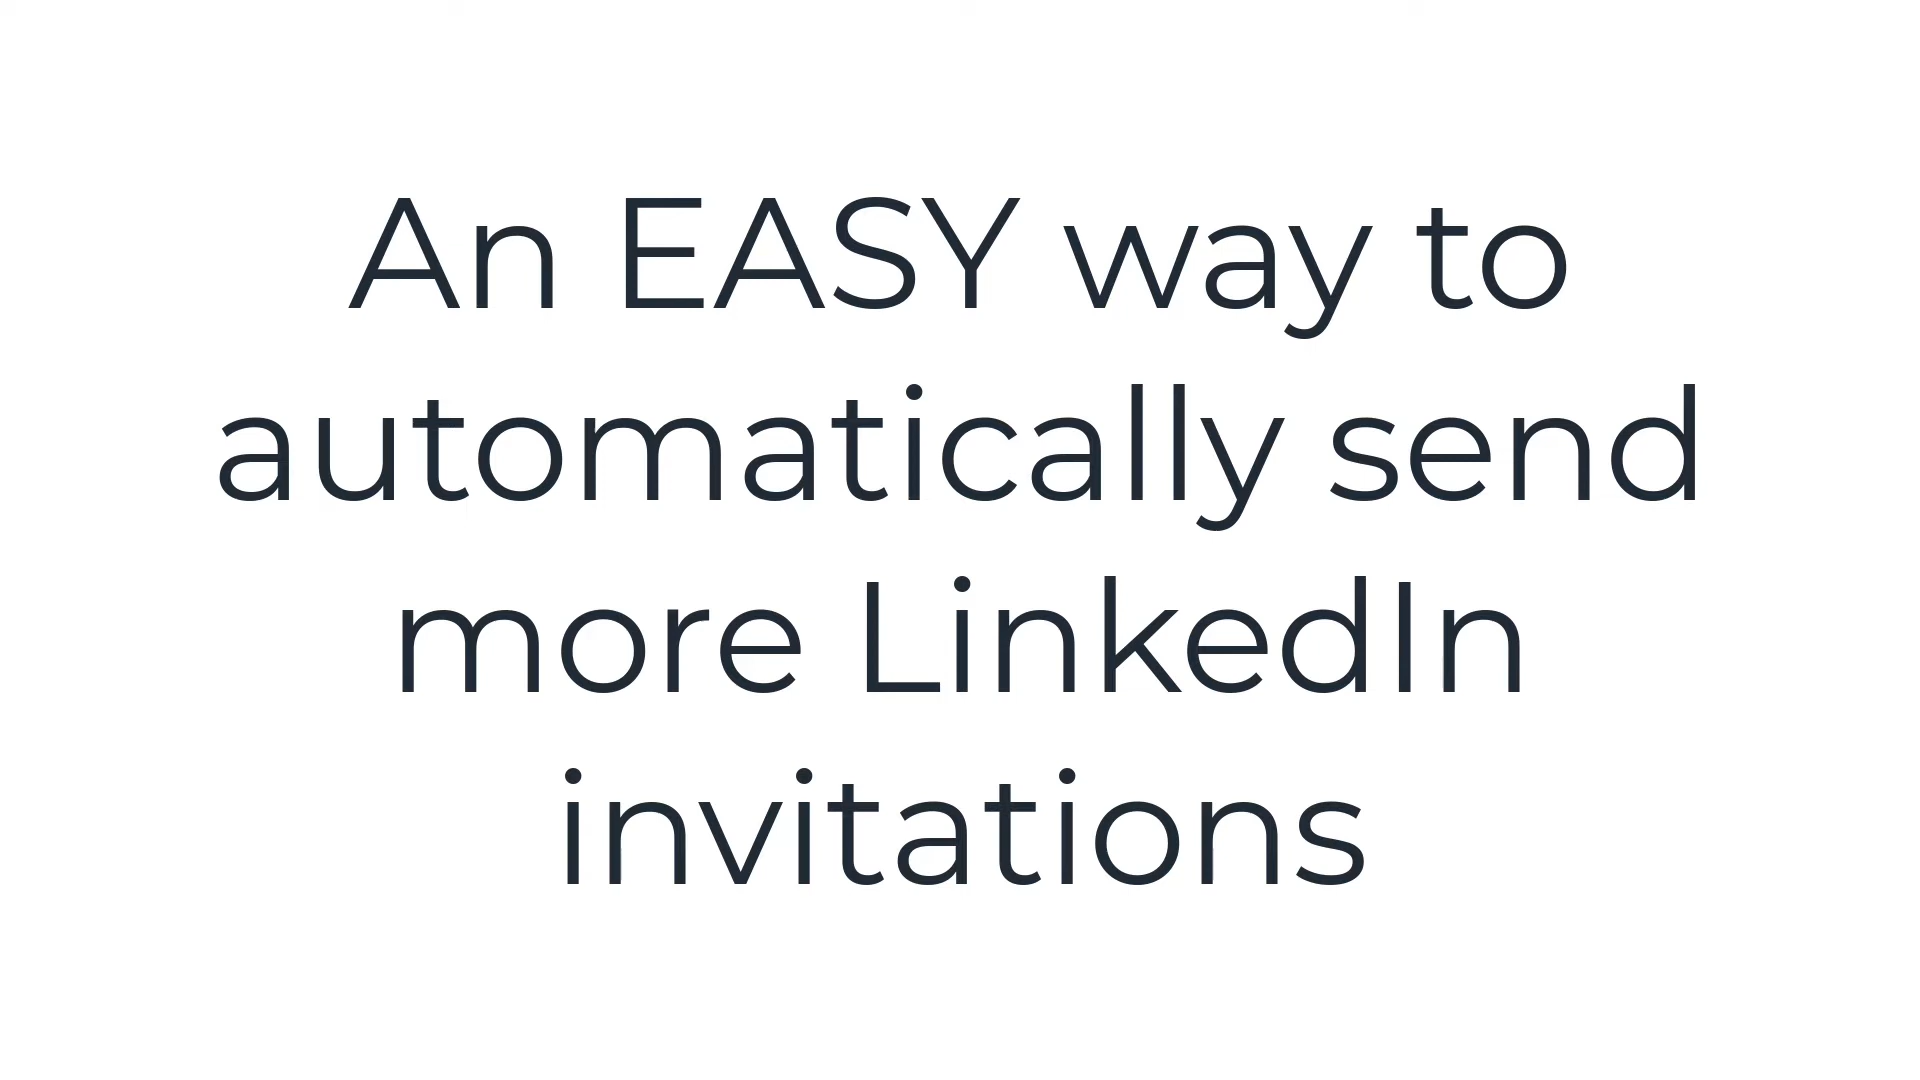 An EASY way to
automatically send
more LinkedIn
invitations